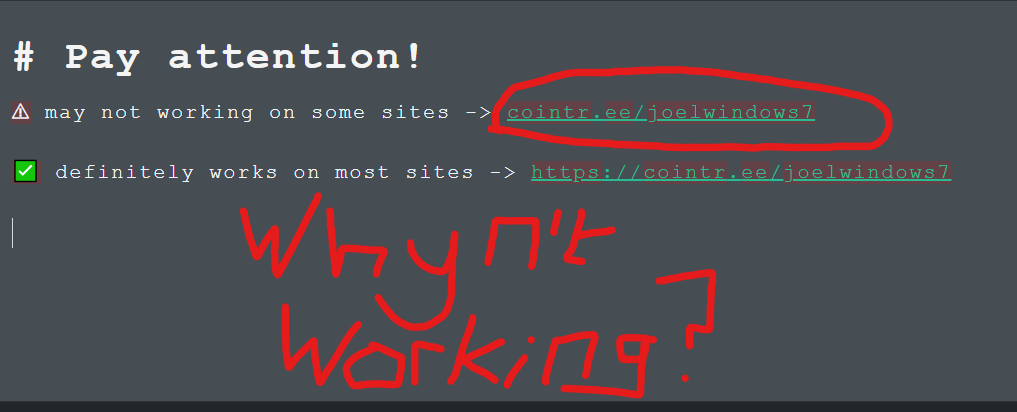 # Pay attention!
⚠ may not working on some sites -> cointr.ee/joelwindows7
✅ definitely works on most sites -> https://cointr.ee/joelwindows7
Whyn't
Working?